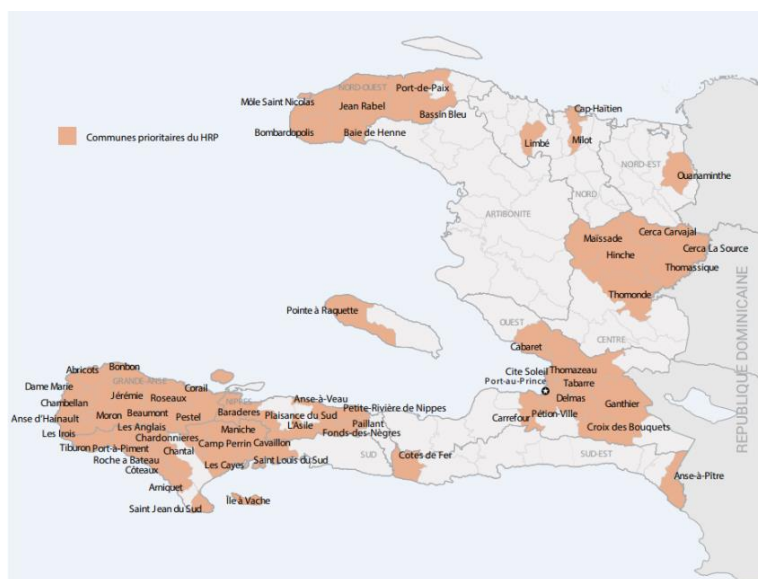 NORD-OUEST
Port-de-Paix
Môle Saint Nicolas
Jean Rabel
Bassin Bleu
Bombardopolis
Baie de Henne
Communes prioritaires du HRP
Cap-Haïtien
Limbé
Milot
NORD-EST
Ouanaminthe
NORD
ARTIBONITE
Maïssade
Cerca Carvajal
Hinche
Cerca La Source
Thomassique
Thomonde
Pointe à Raquette
OUEST
CENTRE
REPUBLIQUE DOMINICAINE
Cabaret
Cite Soleil
Thomazeau
Port-au-Prince
Tabarre
Delmas
Ganthier
Carrefour
Pétion-Ville
Croix des Bouquets
Abricots
Bonbon
Dame Marie
GRANDE-ANSE
Corail
Jérémie
Roseaux
Chambellan
NIPPES
Anse-à-Veau
Anse d'Hainault
Moron
Beaumont
Pestel
Baraderes
Plaisance du Sud
Petite-Rivière de Nippes
Les Irois
Les Anglais
Maniche
L'Asile
Paillant
Fonds-des-Nègres
Tiburon
Port-à-Piment
Chardonnieres
Camp Perrin
Cavaillon
Chantal
Roche a Bateau
Côteaux
Les Cayes
Saint Louis du Sud
SUD
Cotes de Fer
SUD-EST
Anse-à-Pître
Arniquet
Île à Vache
Saint Jean du Sud